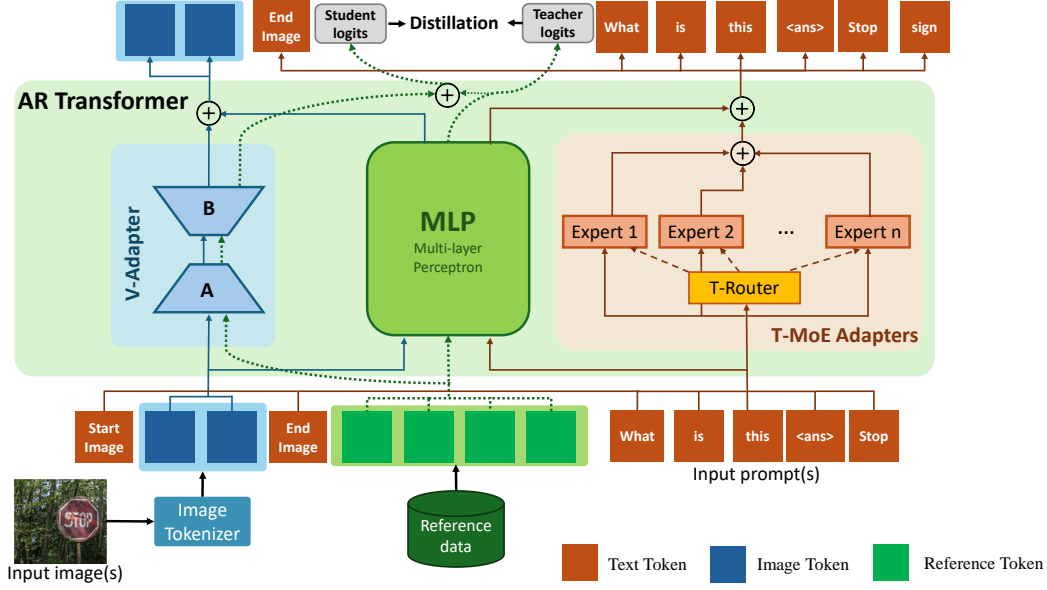 End
Image
Student
logits
Distillation
Teacher
logits
What
is
this
<ans>
Stop
sign
AR Transformer
V-Adapter
B
A
MLP
Multi-layer
Perceptron
Expert 1
Expert 2
...
Expert n
T-Router
T-MoE Adapters
Start
Image
End
Image
What
is
this
<ans>
Stop
Input prompt(s)
STOP
Image
Tokenizer
Reference
data
Input image(s)
Text Token
Image Token
Reference Token